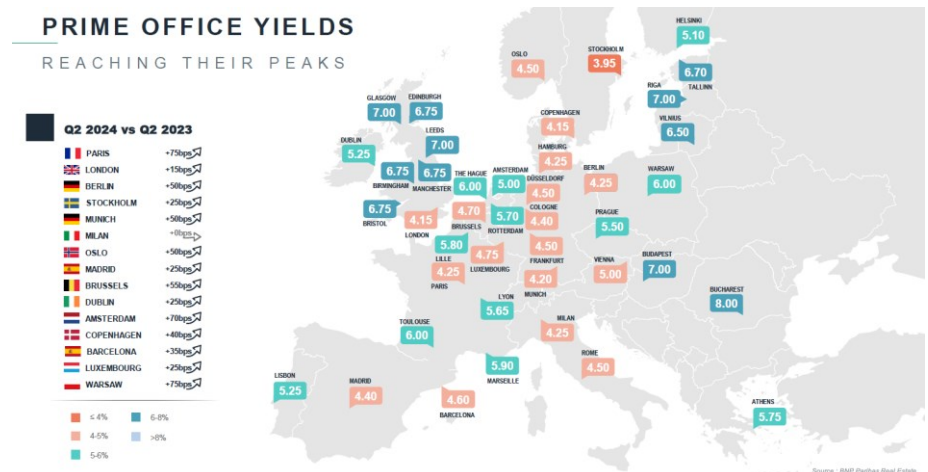 PRIME OFFICE YIELDS
REACHING THEIR PEAKS
Q2 2024 vs Q2 2023
PARIS +75bps
LONDON +15bps
BERLIN +50bps
STOCKHOLM +25bps
MUNICH +50bps
MILAN +0bps
OSLO +50bps
MADRID +25bps
BRUSSELS +55bps
DUBLIN +25bps
AMSTERDAM +70bps
COPENHAGEN +40bps
BARCELONA +35bps
LUXEMBOURG +25bps
WARSAW +75bps
≤ 4%
6-8%
4-5%
>8%
5-6%
HELSINKI
5.10
OSLO
4.50
STOCKHOLM
3.95
6.70
TALLINN
RIGA
7.00
VILNIUS
6.50
GLASGOW
7.00
EDINBURGH
6.75
LEEDS
7.00
DUBLIN
5.25
6.75
BIRMINGHAM
6.75
MANCHESTER
6.75
BRISTOL
4.15
LONDON
COPENHAGEN
4.15
HAMBURG
4.25
BERLIN
4.25
WARSAW
6.00
THE HAGUE
6.00
AMSTERDAM
5.00
DÜSSELDORF
4.50
4.70
BRUSSELS
5.70
ROTTERDAM
COLOGNE
4.40
PRAGUE
5.50
5.80
LILLE
4.75
LUXEMBOURG
4.50
FRANKFURT
4.25
PARIS
4.20
MUNICH
VIENNA
5.00
BUDAPEST
7.00
BUCHAREST
8.00
LYON
5.65
MILAN
4.25
TOULOUSE
6.00
5.90
MARSEILLE
ROME
4.50
LISBON
5.25
MADRID
4.40
4.60
BARCELONA
ATHENS
5.75
Source : BNP Paribas Real Estate